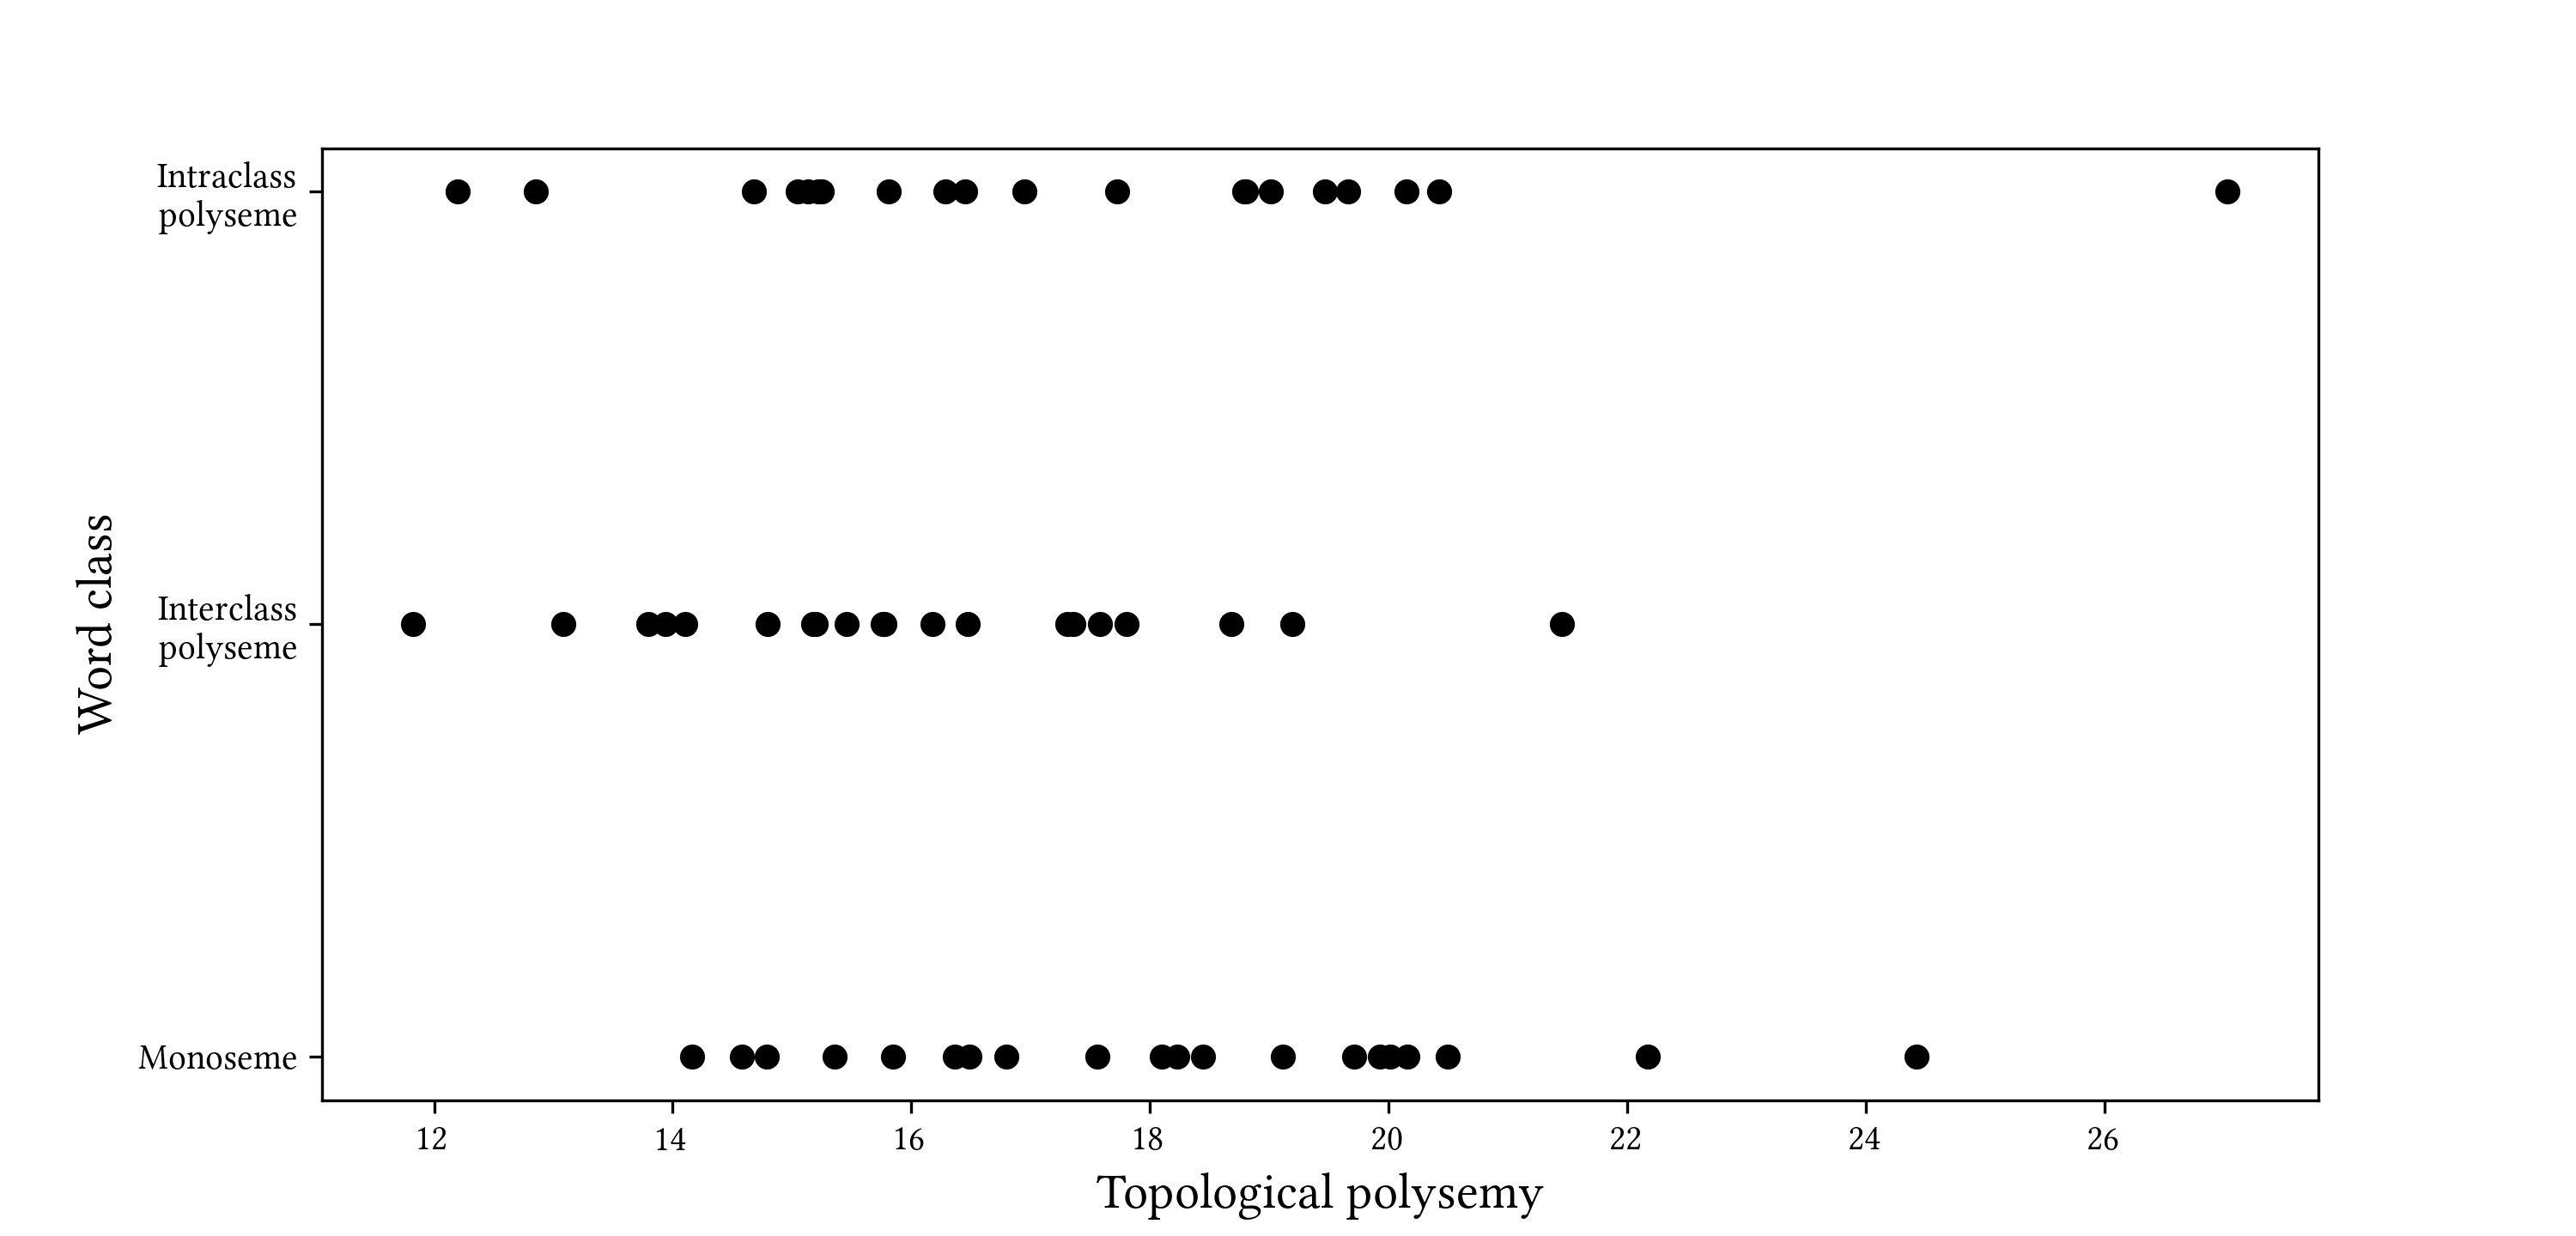 Intraclass
polyseme
Word class
Interclass
polyseme
Monoseme
12 14 16 18 20 22 24 26
Topological polysemy